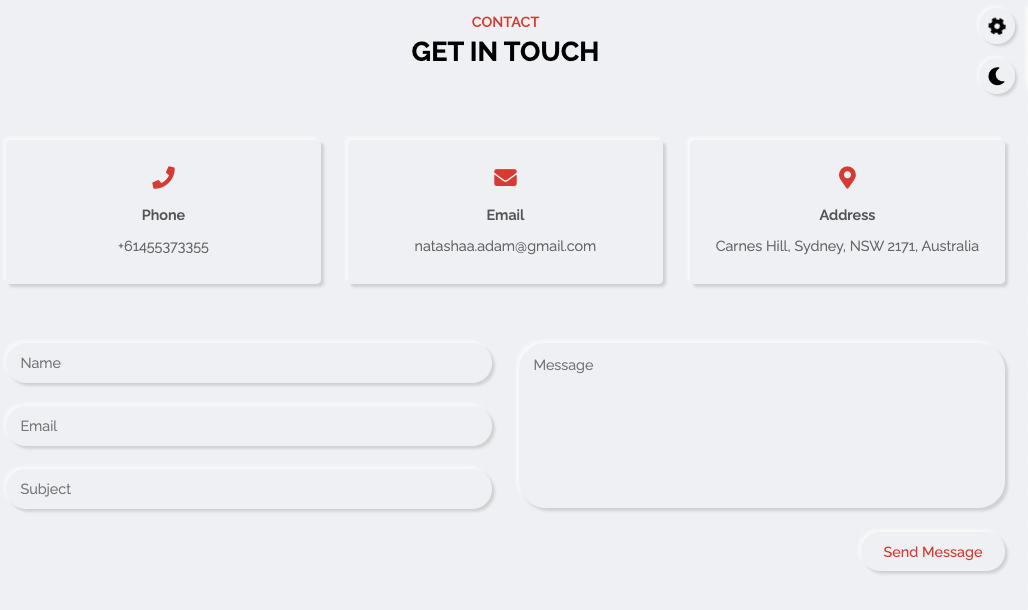 CONTACT
GET IN TOUCH
Phone
+61455373355
Email
natashaa.adam@gmail.com
Address
Carnes Hill, Sydney, NSW 2171, Australia
Name
Email
Subject
Message
Send Message